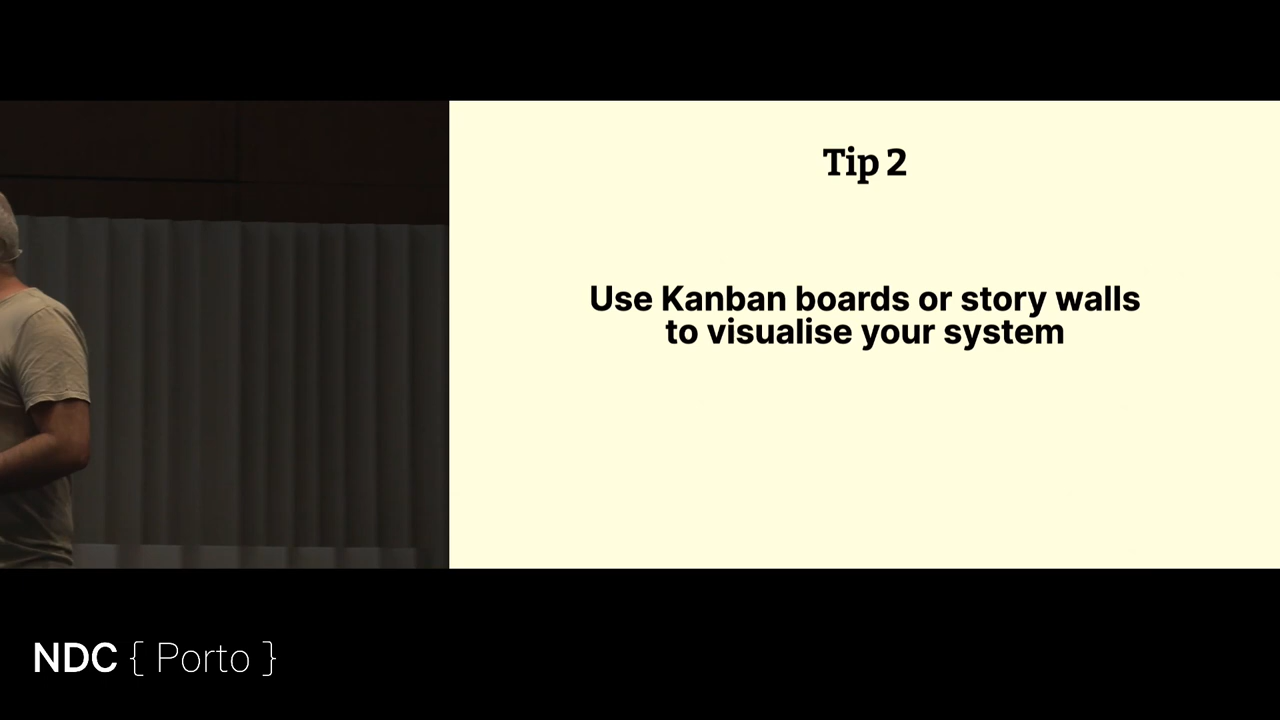 Tip 2
Use Kanban boards or story walls
to visualise your system
NDC { Porto }